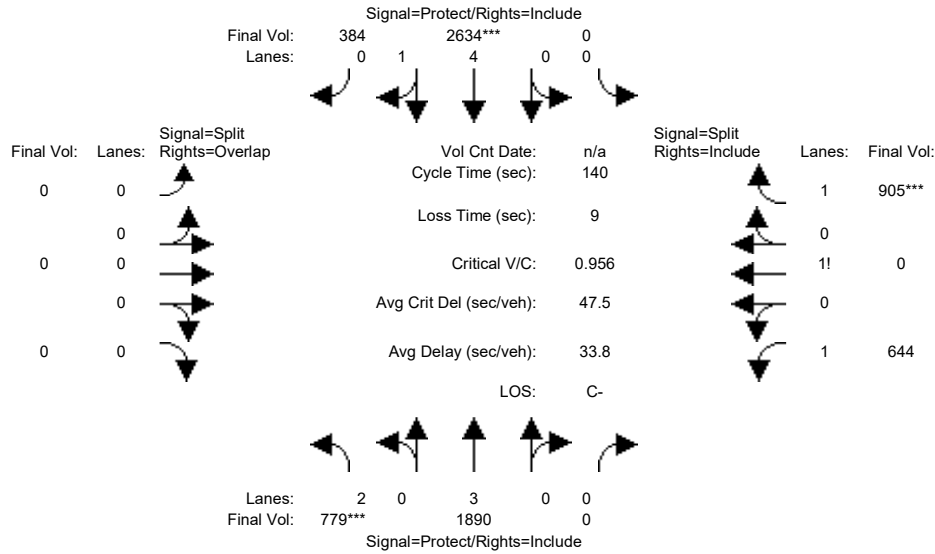 Signal=Protect/Rights=Include
Final Vol: 384 2634*** 0
Lanes: 0 1 4 0 0
Signal=Split
Final Vol: Lanes: Rights=Overlap
Vol Cnt Date: n/a
Signal=Split
Rights=Include Lanes: Final Vol:
Cycle Time (sec): 140
0 0
1 905***
Loss Time (sec): 9
0
0
0 0
Critical V/C: 0.956
1! 0
0
Avg Crit Del (sec/veh): 47.5
0
0 0
Avg Delay (sec/veh): 33.8
1 644
LOS: C-
Lanes: 2 0 3 0 0
Final Vol: 779*** 1890 0
Signal=Protect/Rights=Include